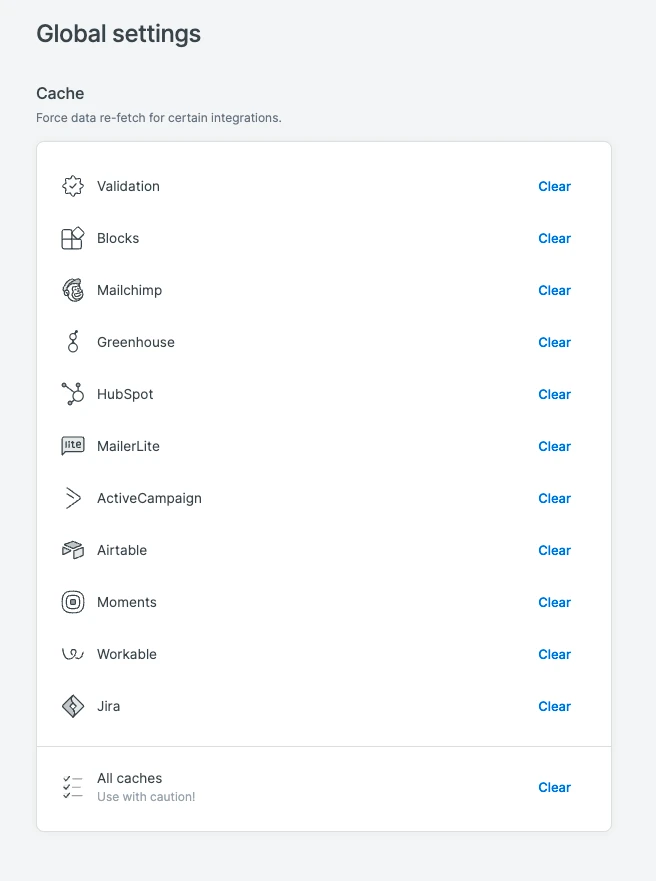 Global settings
Cache
Force data re-fetch for certain integrations.
Validation Clear
Blocks Clear
Mailchimp Clear
Greenhouse Clear
HubSpot Clear
lite MailerLite Clear
ActiveCampaign Clear
Airtable Clear
Moments Clear
Workable Clear
Jira Clear
All caches Clear
Use with caution!